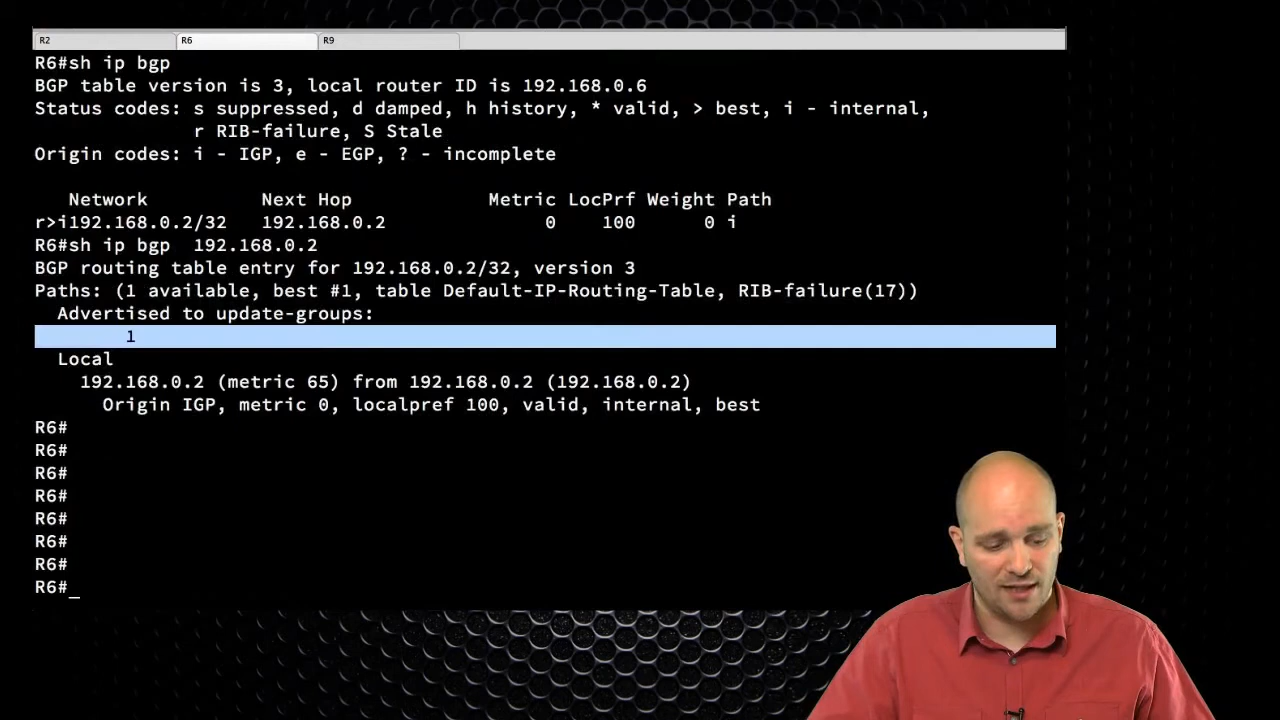 R2 R6 R9
R6#sh ip bgp
BGP table version is 3, local router ID is 192.168.0.6
Status codes: s suppressed, d damped, h history, * valid, > best, i - internal,
r RIB-failure, S Stale
Origin codes: i - IGP, e - EGP, ? - incomplete
Network Next Hop Metric LocPrf Weight Path
r>i192.168.0.2/32 192.168.0.2 0 100 0 i
R6#sh ip bgp  192.168.0.2
BGP routing table entry for 192.168.0.2/32, version 3
Paths: (1 available, best #1, table Default-IP-Routing-Table, RIB-failure(17))
Advertised to update-groups:
1
Local
192.168.0.2 (metric 65) from 192.168.0.2 (192.168.0.2)
Origin IGP, metric 0, localpref 100, valid, internal, best
R6#
R6#
R6#
R6#
R6#
R6#
R6#
R6#_